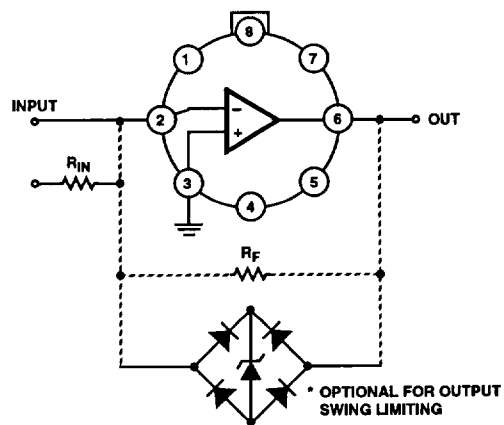 8
1
7
INPUT
2
−
+
6
OUT
R_IN
3
5
4
R_F
* OPTIONAL FOR OUTPUT
SWING LIMITING